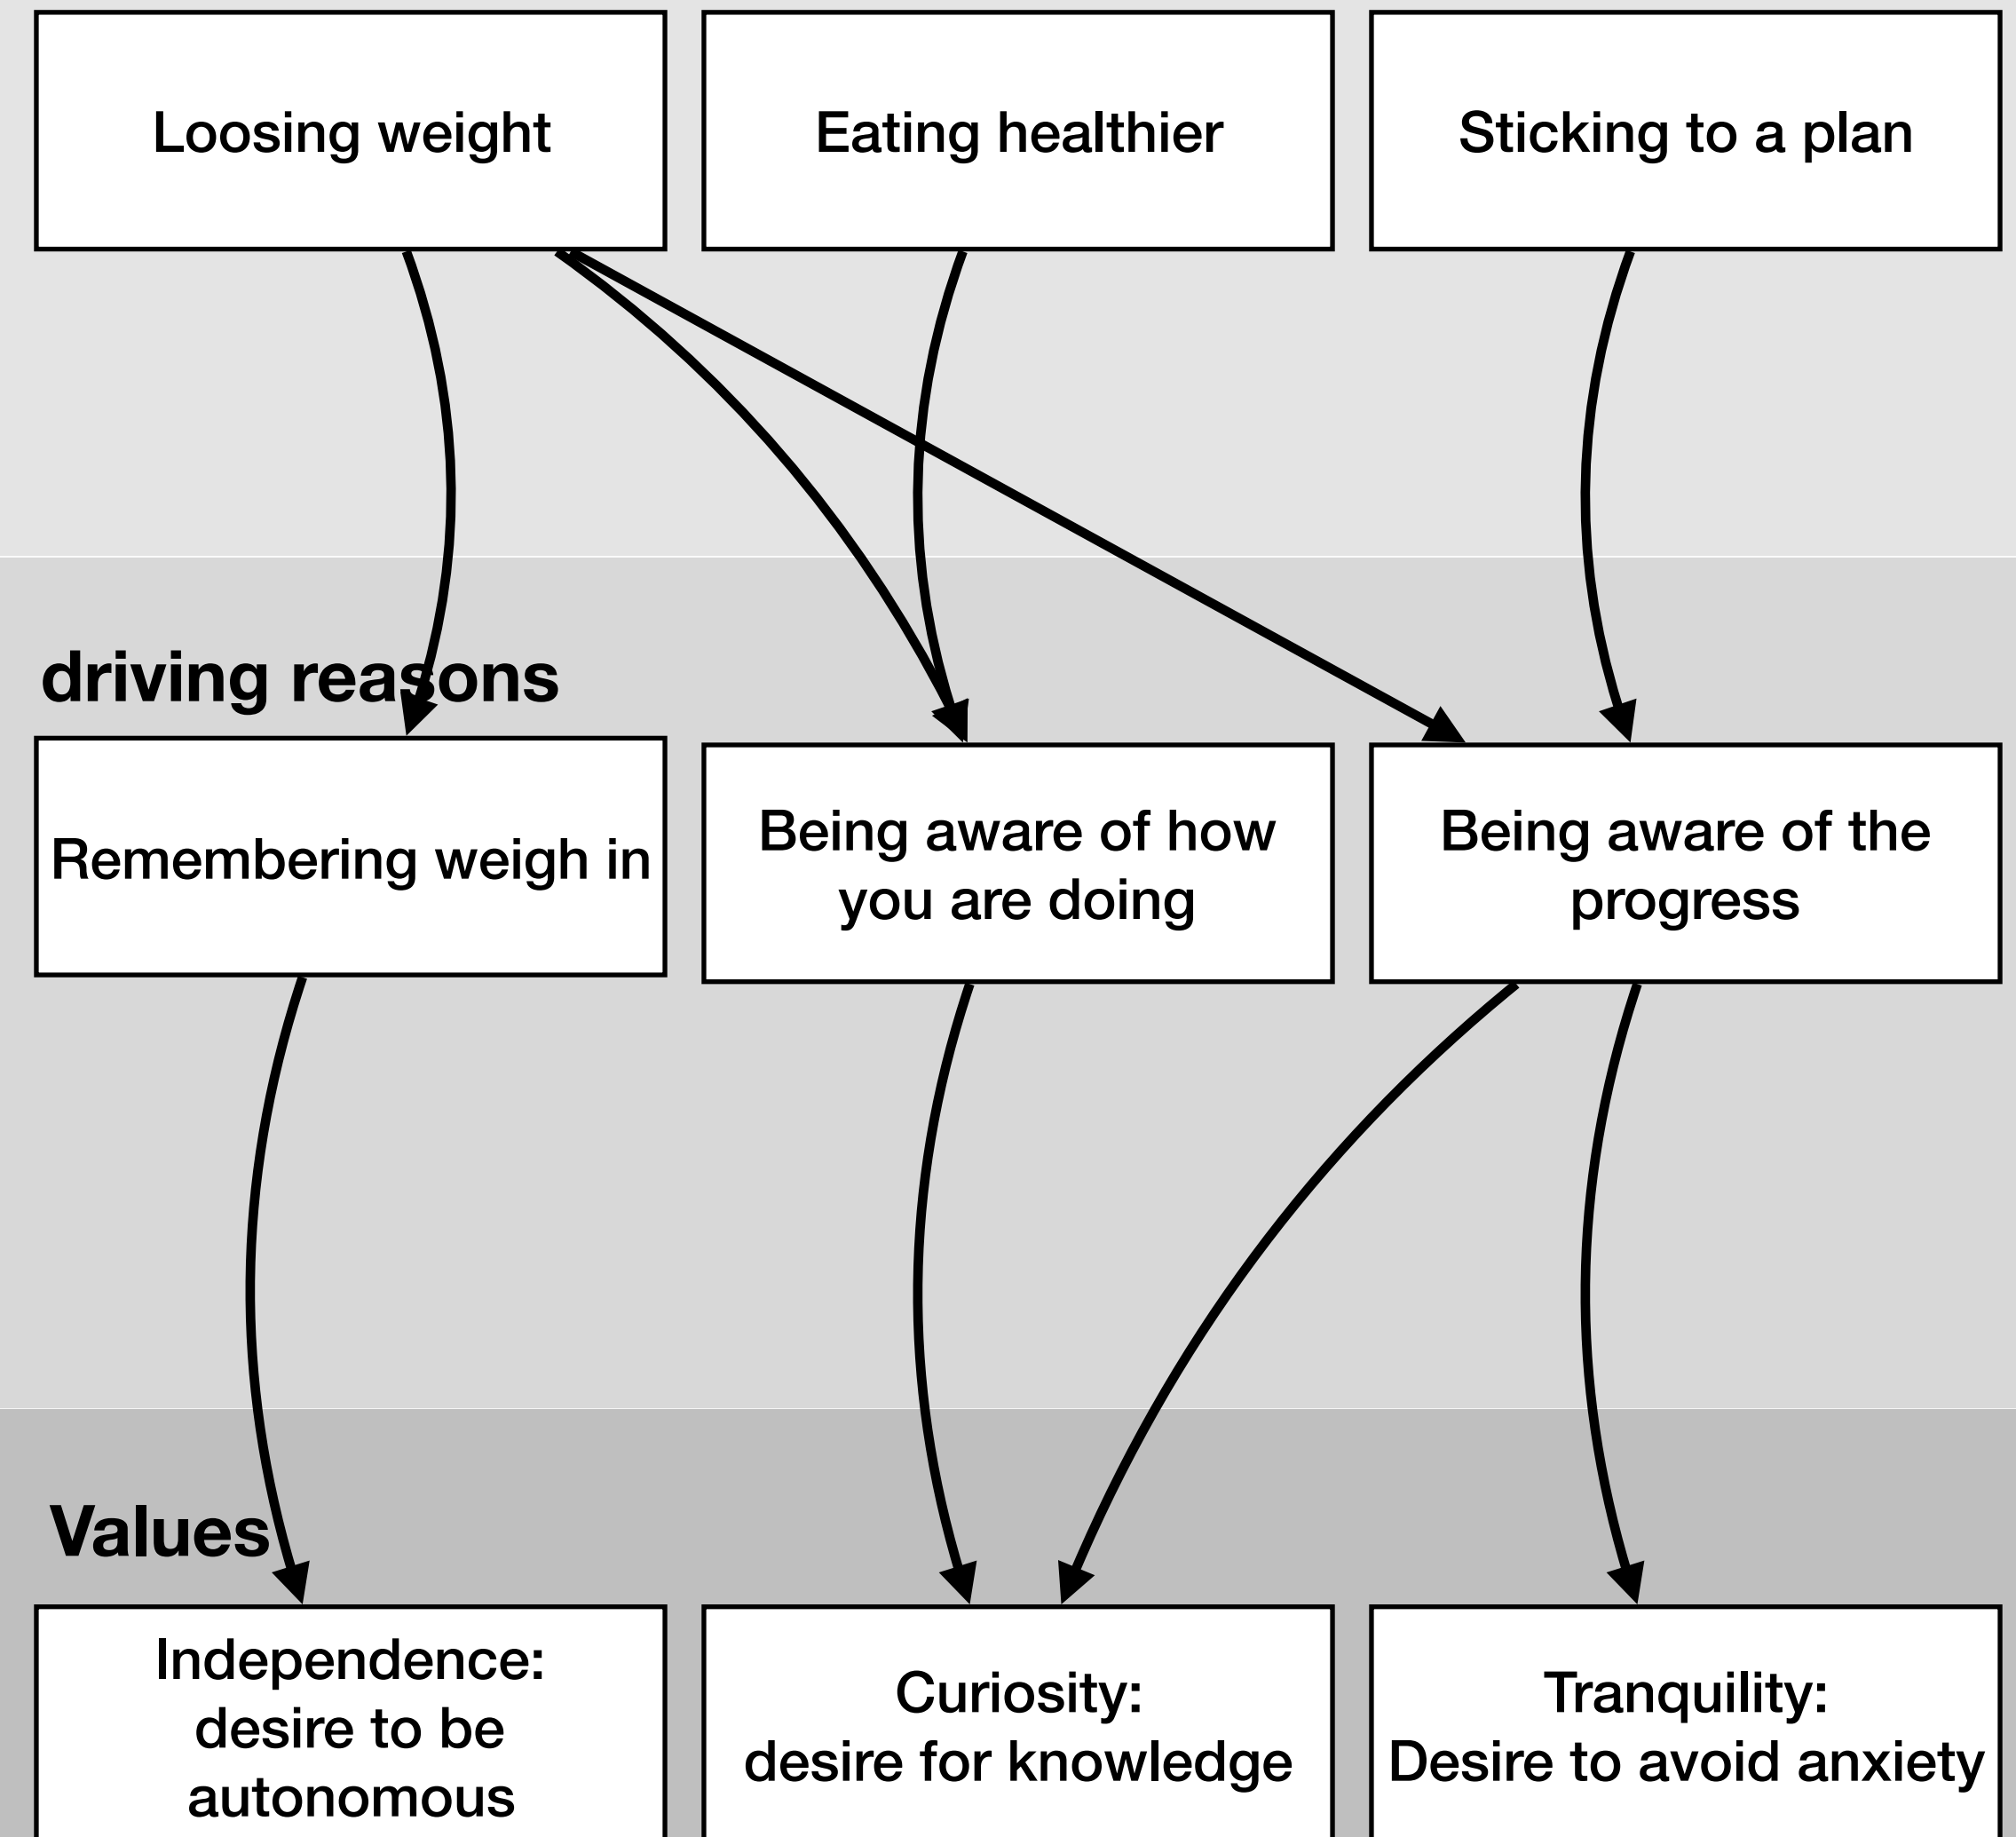 Loosing weight
Eating healthier
Sticking to a plan
driving reasons
Remembering weigh in
Being aware of how
you are doing
Being aware of the
progress
Values
Independence:
desire to be
autonomous
Curiosity:
desire for knowledge
Tranquility:
Desire to avoid anxiety